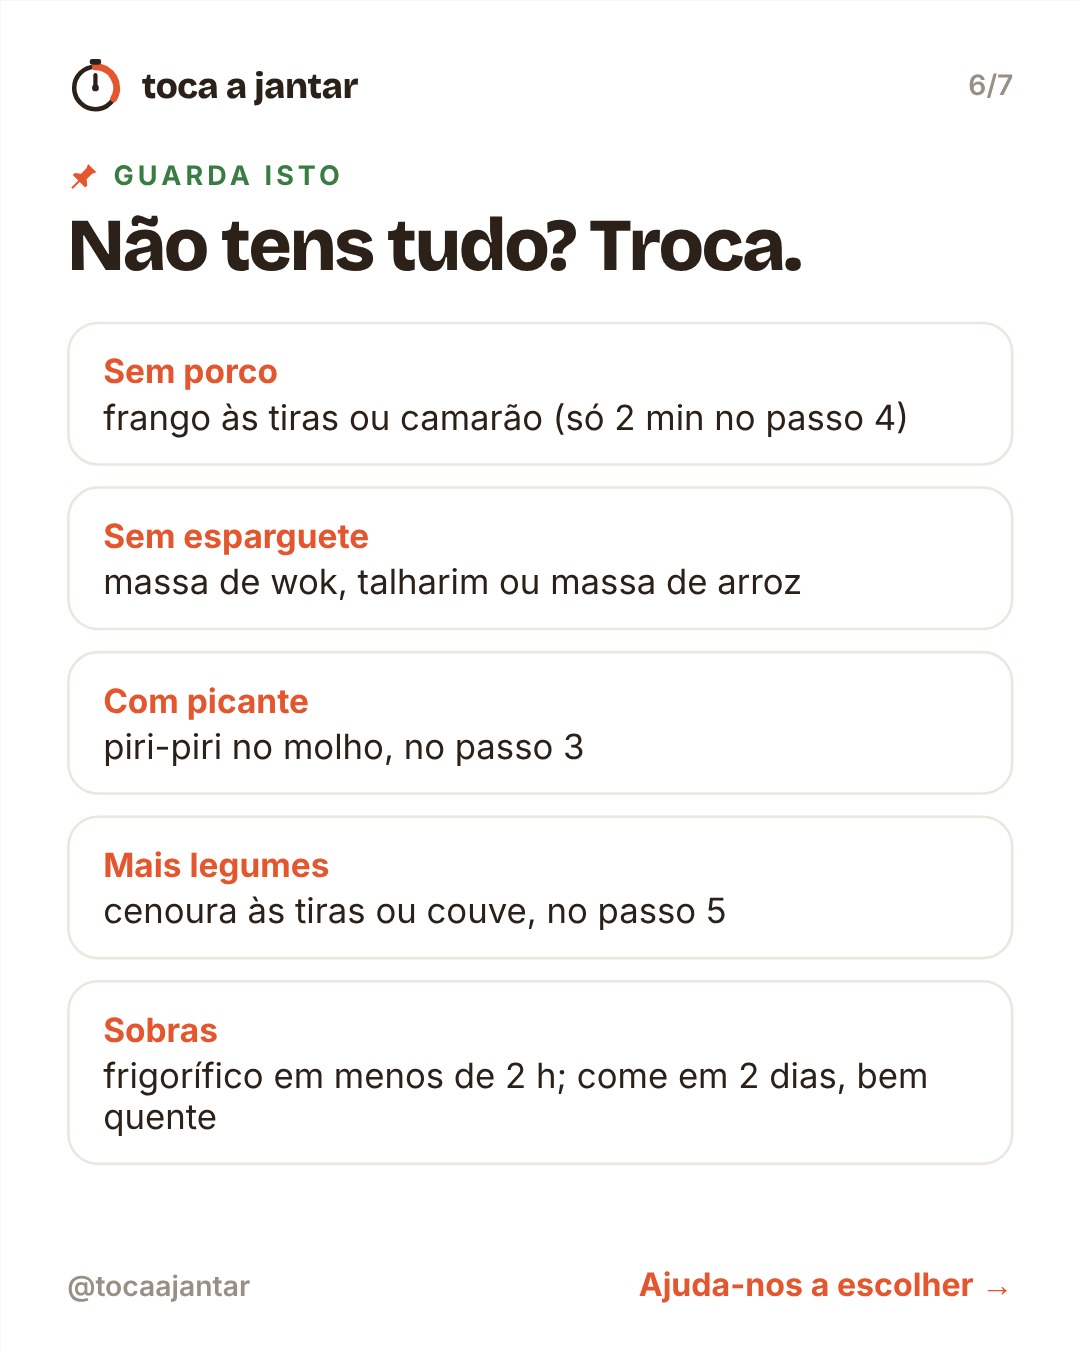 toca a jantar
6/7
GUARDA ISTO
Não tens tudo? Troca.
Sem porco
frango às tiras ou camarão (só 2 min no passo 4)
Sem esparguete
massa de wok, talharim ou massa de arroz
Com picante
piri-piri no molho, no passo 3
Mais legumes
cenoura às tiras ou couve, no passo 5
Sobras
frigorífico em menos de 2 h; come em 2 dias, bem
quente
@tocaajantar
Ajuda-nos a escolher →